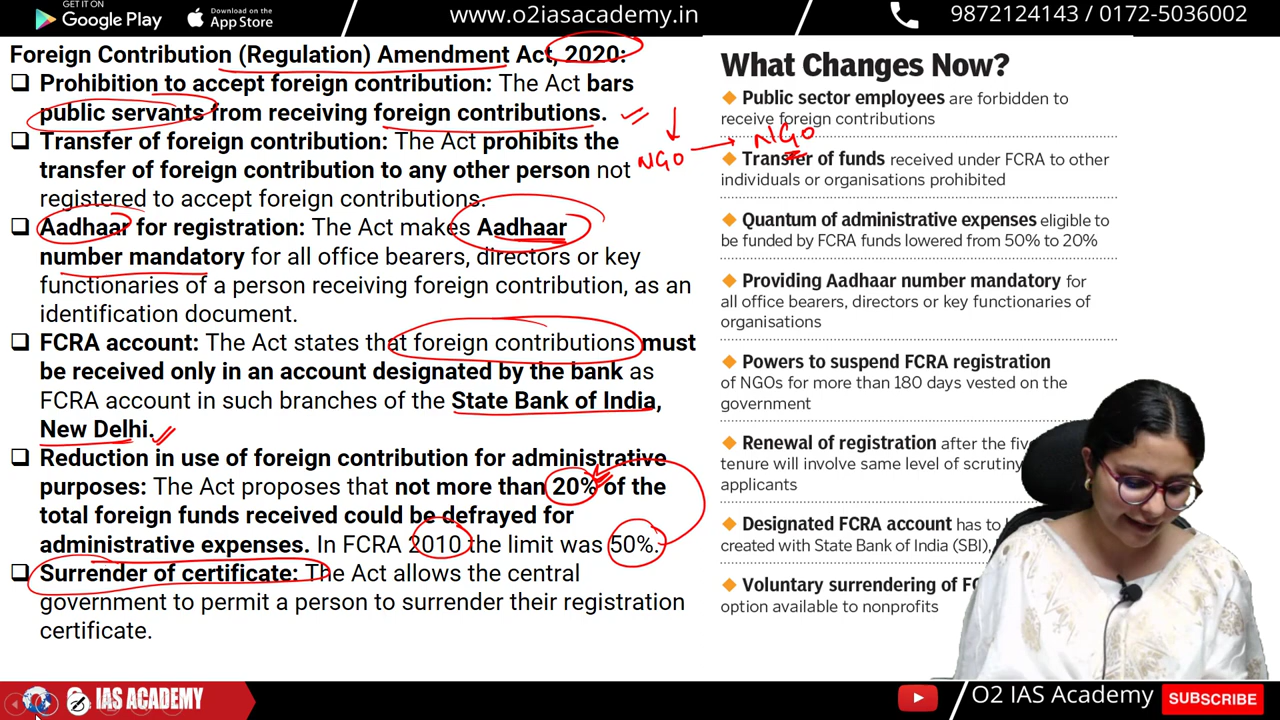 GET IT ON
Google Play
Download on the
App Store
www.o2iasacademy.in
9872124143 / 0172-5036002
Foreign Contribution (Regulation) Amendment Act, 2020:
Prohibition to accept foreign contribution: The Act bars
public servants from receiving foreign contributions.
Transfer of foreign contribution: The Act prohibits the
transfer of foreign contribution to any other person not
registered to accept foreign contributions.
Aadhaar for registration: The Act makes Aadhaar
number mandatory for all office bearers, directors or key
functionaries of a person receiving foreign contribution, as an
identification document.
FCRA account: The Act states that foreign contributions must
be received only in an account designated by the bank as
FCRA account in such branches of the State Bank of India,
New Delhi.
Reduction in use of foreign contribution for administrative
purposes: The Act proposes that not more than 20% of the
total foreign funds received could be defrayed for
administrative expenses. In FCRA 2010 the limit was 50%.
Surrender of certificate: The Act allows the central
government to permit a person to surrender their registration
certificate.
NGO
NGO
What Changes Now?
Public sector employees are forbidden to
receive foreign contributions
Transfer of funds received under FCRA to other
individuals or organisations prohibited
Quantum of administrative expenses eligible to
be funded by FCRA funds lowered from 50% to 20%
Providing Aadhaar number mandatory for
all office bearers, directors or key functionaries of
organisations
Powers to suspend FCRA registration
of NGOs for more than 180 days vested on the
government
Renewal of registration after the five
tenure will involve same level of scrutiny
applicants
Designated FCRA account has to
created with State Bank of India (SBI),
Voluntary surrendering of
option available to nonprofits
IAS ACADEMY
O2 IAS Academy
SUBSCRIBE